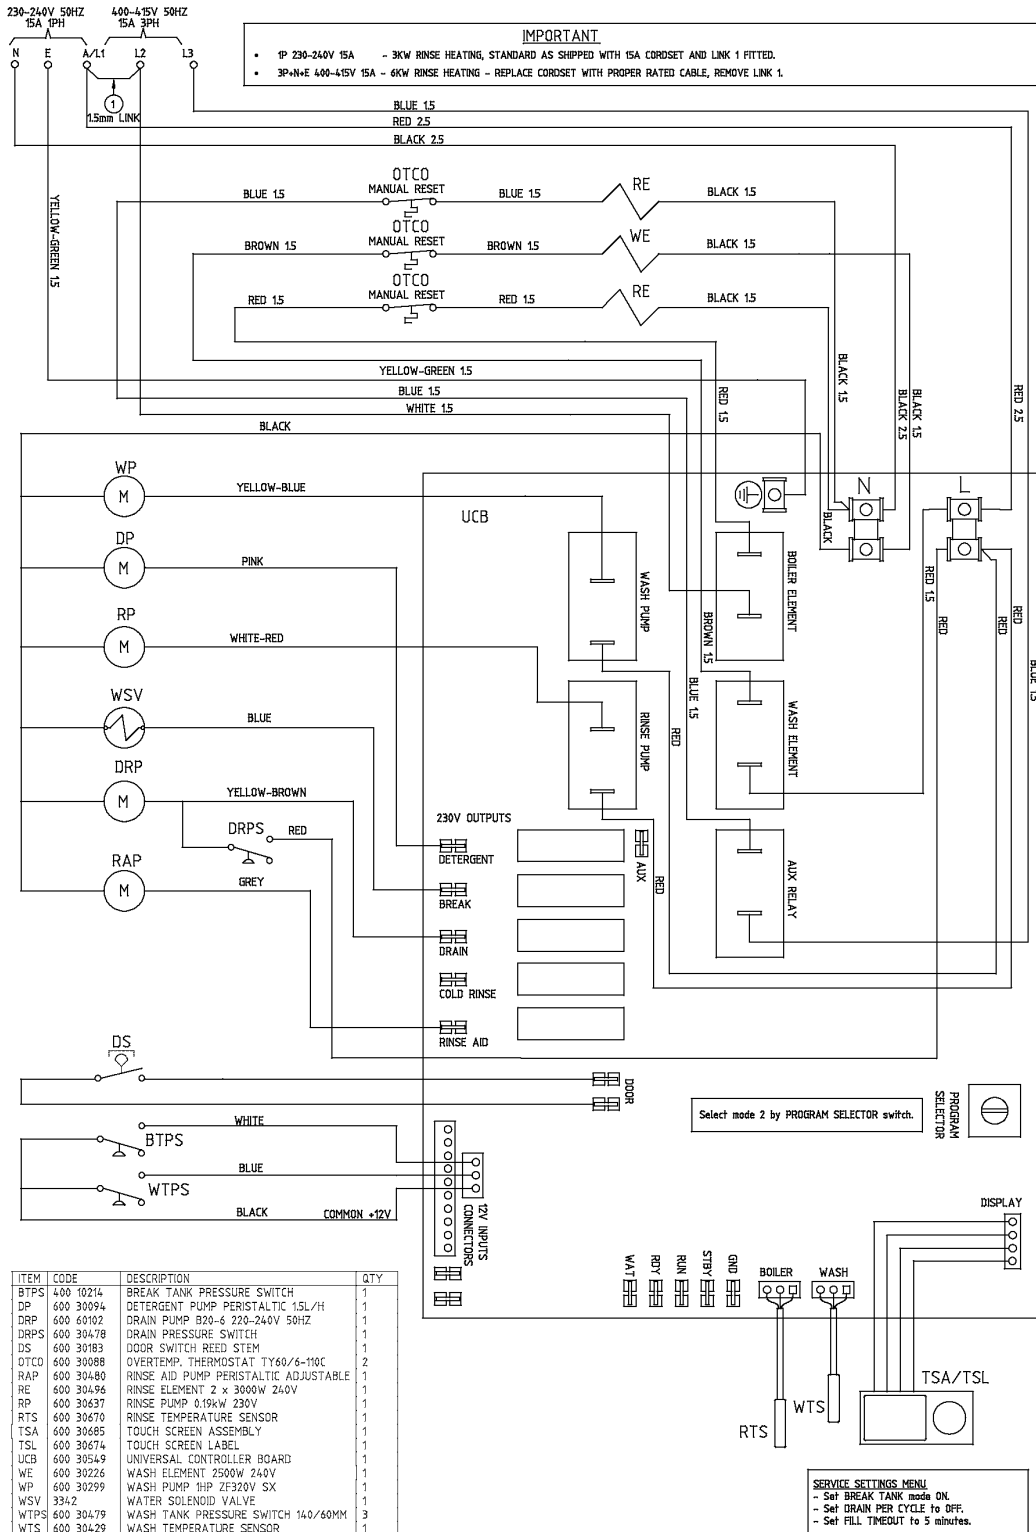 230-240V 50HZ
15A 1PH
400-415V 50HZ
15A 3PH
N E A/L1 L2 L3
1
1.5mm LINK
IMPORTANT
• 1P 230-240V 15A - 3KW RINSE HEATING, STANDARD AS SHIPPED WITH 15A CORDSET AND LINK 1 FITTED.
• 3P+N+E 400-415V 15A - 6KW RINSE HEATING - REPLACE CORDSET WITH PROPER RATED CABLE, REMOVE LINK 1.
BLUE 1.5
RED 2.5
BLACK 2.5
YELLOW-GREEN 1.5
OTCO
MANUAL RESET
BLUE 1.5
BLUE 1.5
RE
BLACK 1.5
OTCO
MANUAL RESET
BROWN 1.5
BROWN 1.5
WE
BLACK 1.5
OTCO
MANUAL RESET
RED 1.5
RED 1.5
RE
BLACK 1.5
YELLOW-GREEN 1.5
BLUE 1.5
WHITE 1.5
BLACK
RED 1.5
BLACK 1.5
BLACK 2.5
BLACK 1.5
RED 2.5
WP
M
YELLOW-BLUE
UCB
N
L
BLACK
DP
M
PINK
WASH PUMP
BOILER ELEMENT
RED 1.5
RED
RED
RED
RP
M
WHITE-RED
BROWN 1.5
BLUE 1.5
BLUE 1.5
WSV
BLUE
RINSE PUMP
RED
WASH ELEMENT
DRP
M
YELLOW-BROWN
DRPS
RED
230V OUTPUTS
DETERGENT
AUX
RED
AUX RELAY
RAP
M
GREY
BREAK
DRAIN
COLD RINSE
RINSE AID
DS
DOOR
Select mode 2 by PROGRAM SELECTOR switch.
PROGRAM
SELECTOR
WHITE
BTPS
BLUE
WTPS
BLACK
COMMON +12V
12V INPUTS
CONNECTORS
DISPLAY
WAT RDY RUN STBY GND
BOILER WASH
RTS
WTS
TSA/TSL
ITEM CODE DESCRIPTION QTY
BTPS 400 10214 BREAK TANK PRESSURE SWITCH 1
DP 600 30094 DETERGENT PUMP PERISTALTIC 1.5L/H 1
DRP 600 60102 DRAIN PUMP B20-6 220-240V 50HZ 1
DRPS 600 30478 DRAIN PRESSURE SWITCH 1
DS 600 30183 DOOR SWITCH REED STEM 1
OTCO 600 30088 OVERTEMP. THERMOSTAT TY60/6-110C 2
RAP 600 30480 RINSE AID PUMP PERISTALTIC ADJUSTABLE 1
RE 600 30496 RINSE ELEMENT 2 x 3000W 240V 1
RP 600 30637 RINSE PUMP 0.19kW 230V 1
RTS 600 30670 RINSE TEMPERATURE SENSOR 1
TSA 600 30685 TOUCH SCREEN ASSEMBLY 1
TSL 600 30674 TOUCH SCREEN LABEL 1
UCB 600 30549 UNIVERSAL CONTROLLER BOARD 1
WE 600 30226 WASH ELEMENT 2500W 240V 1
WP 600 30299 WASH PUMP 1HP ZF320V SX 1
WSV 3342 WATER SOLENOID VALVE 1
WTPS 600 30479 WASH TANK PRESSURE SWITCH 140/60MM 3
WTS 600 30429 WASH TEMPERATURE SENSOR 1
SERVICE SETTINGS MENU
- Set BREAK TANK mode ON.
- Set DRAIN PER CYCLE to OFF.
- Set FILL TIMEOUT to 5 minutes.